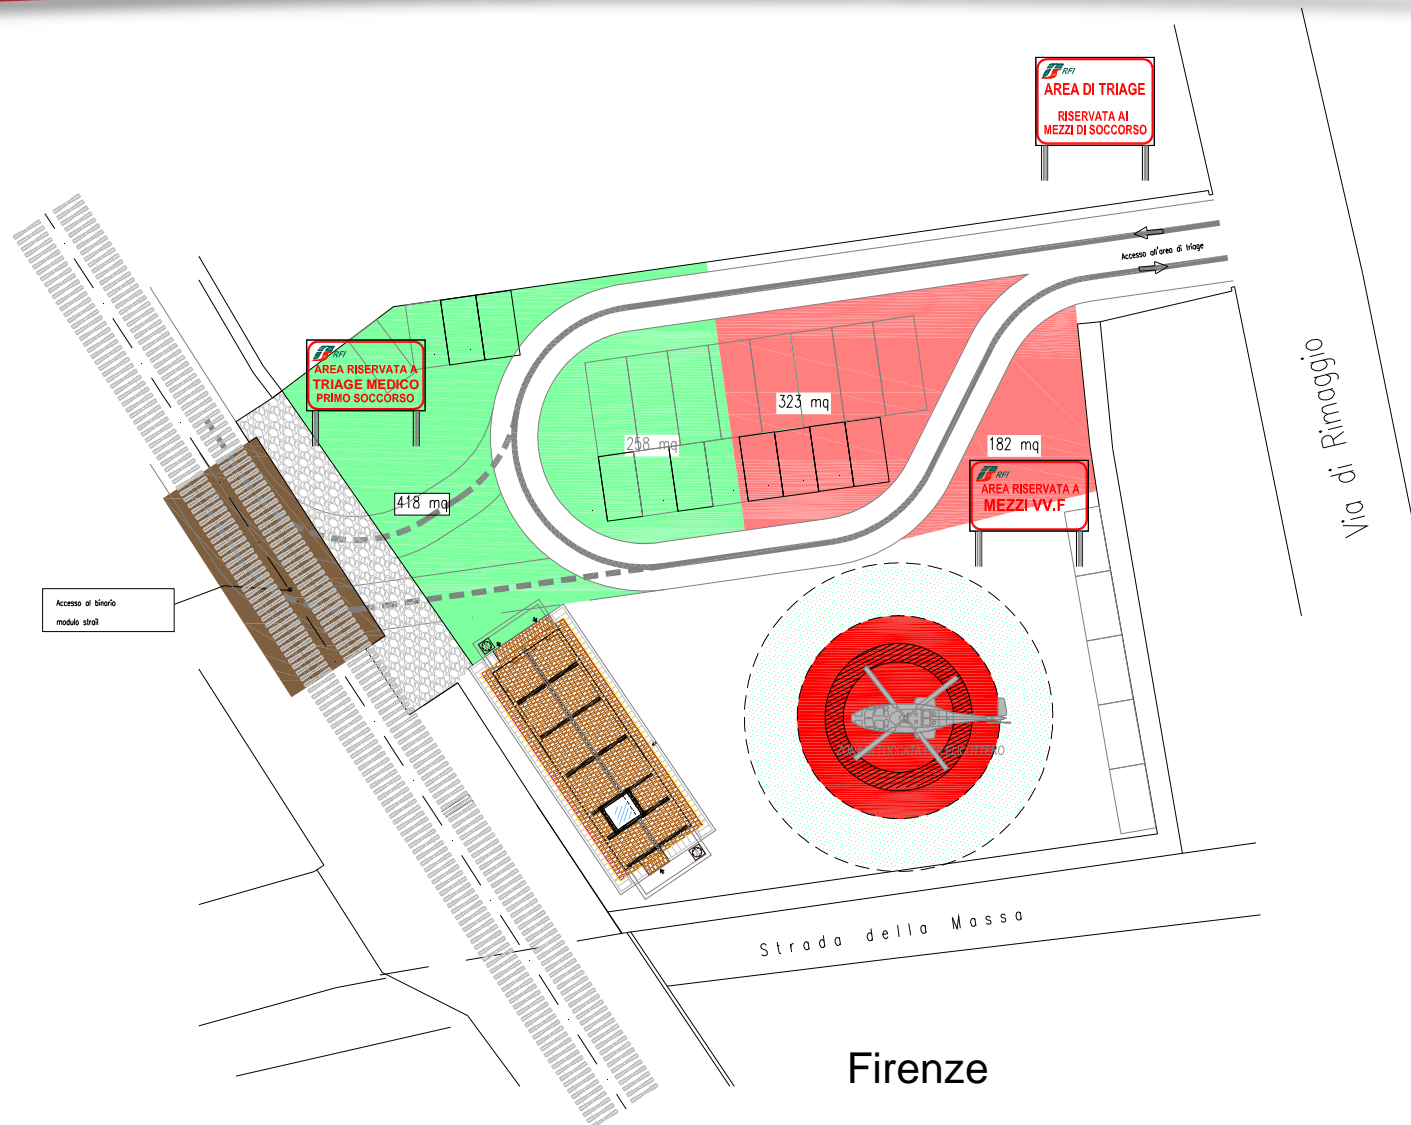 RFI
AREA DI TRIAGE
RISERVATA AI
MEZZI DI SOCCORSO
Accesso all'area di triage
RFI
AREA RISERVATA A
TRIAGE MEDICO
PRIMO SOCCORSO
323 mq
258 mq
182 mq
418 mq
RFI
AREA RISERVATA A
MEZZI VV.F
Via di Rimaggio
Accesso al binario
modulo strail
ELICOTTERO
Strada della Massa
Firenze